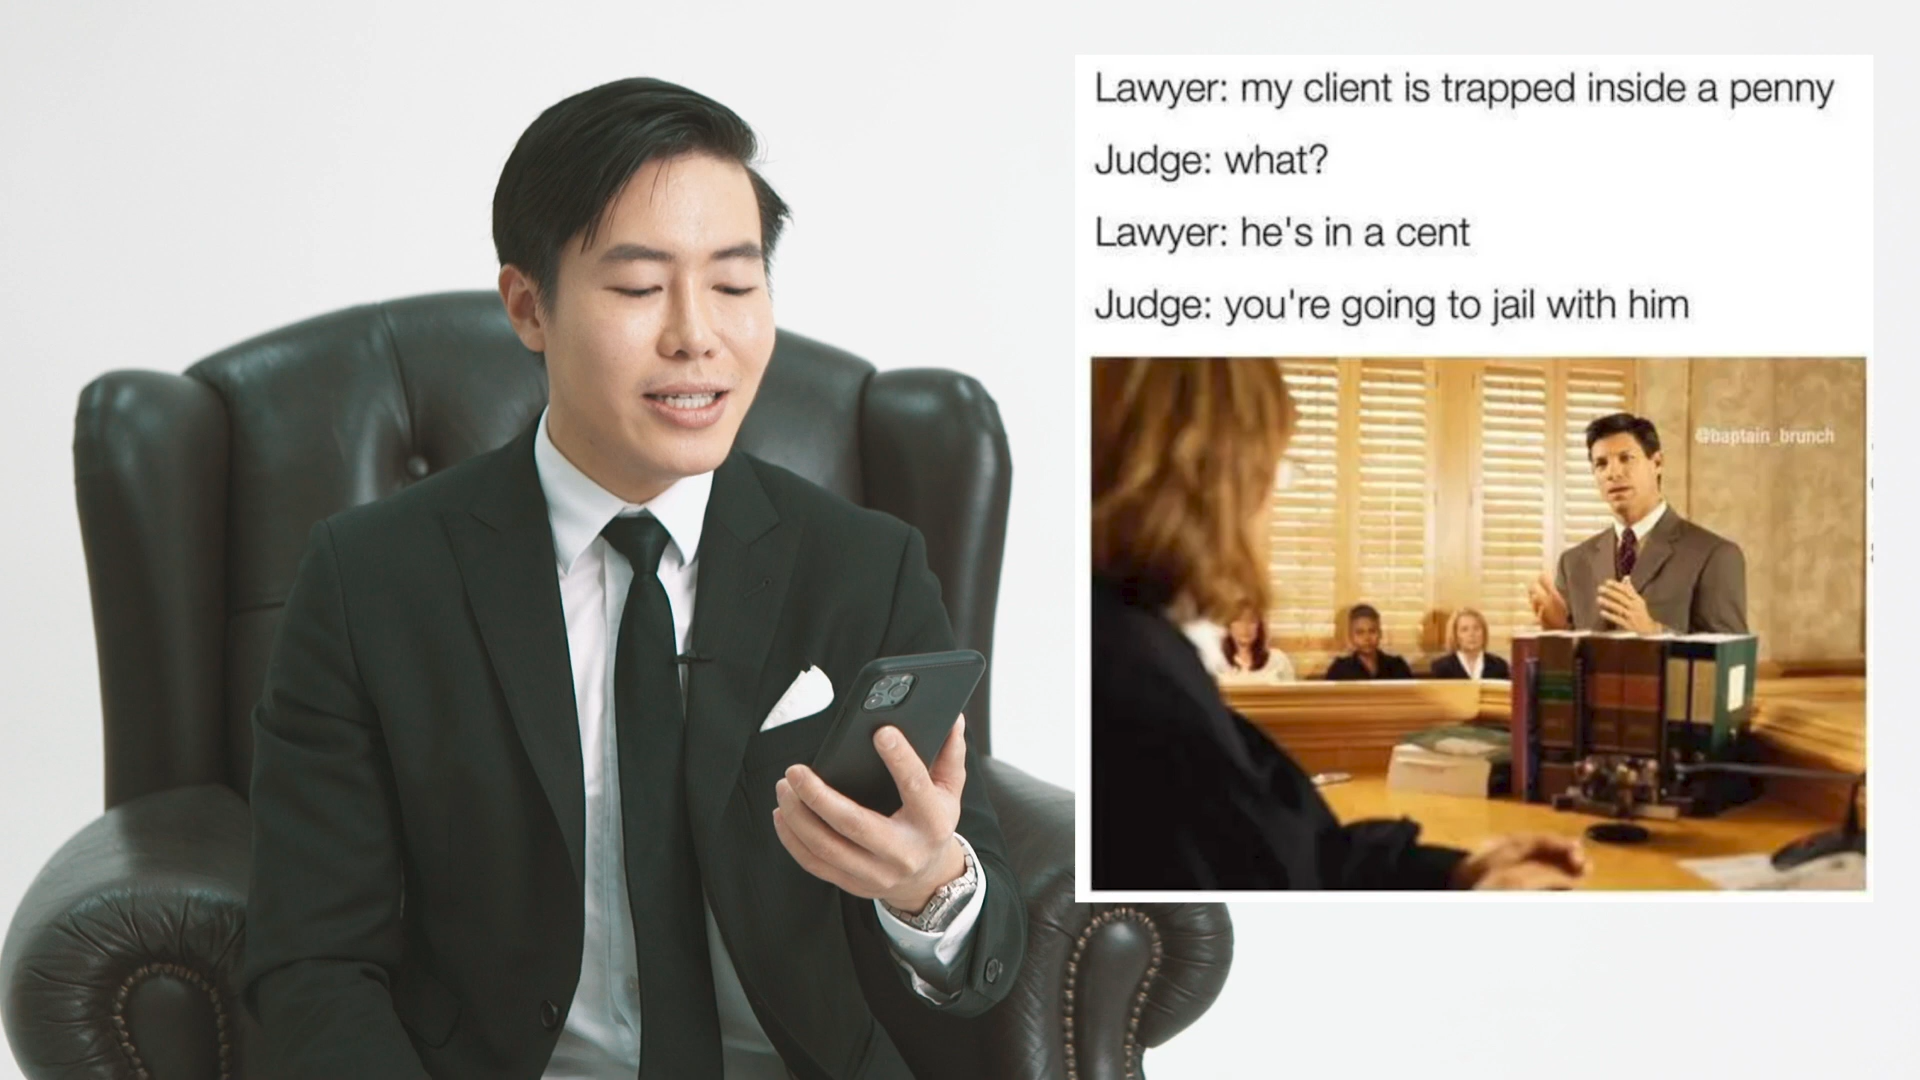 Lawyer: my client is trapped inside a penny
Judge: what?
Lawyer: he's in a cent
Judge: you're going to jail with him
@baptain_brunch